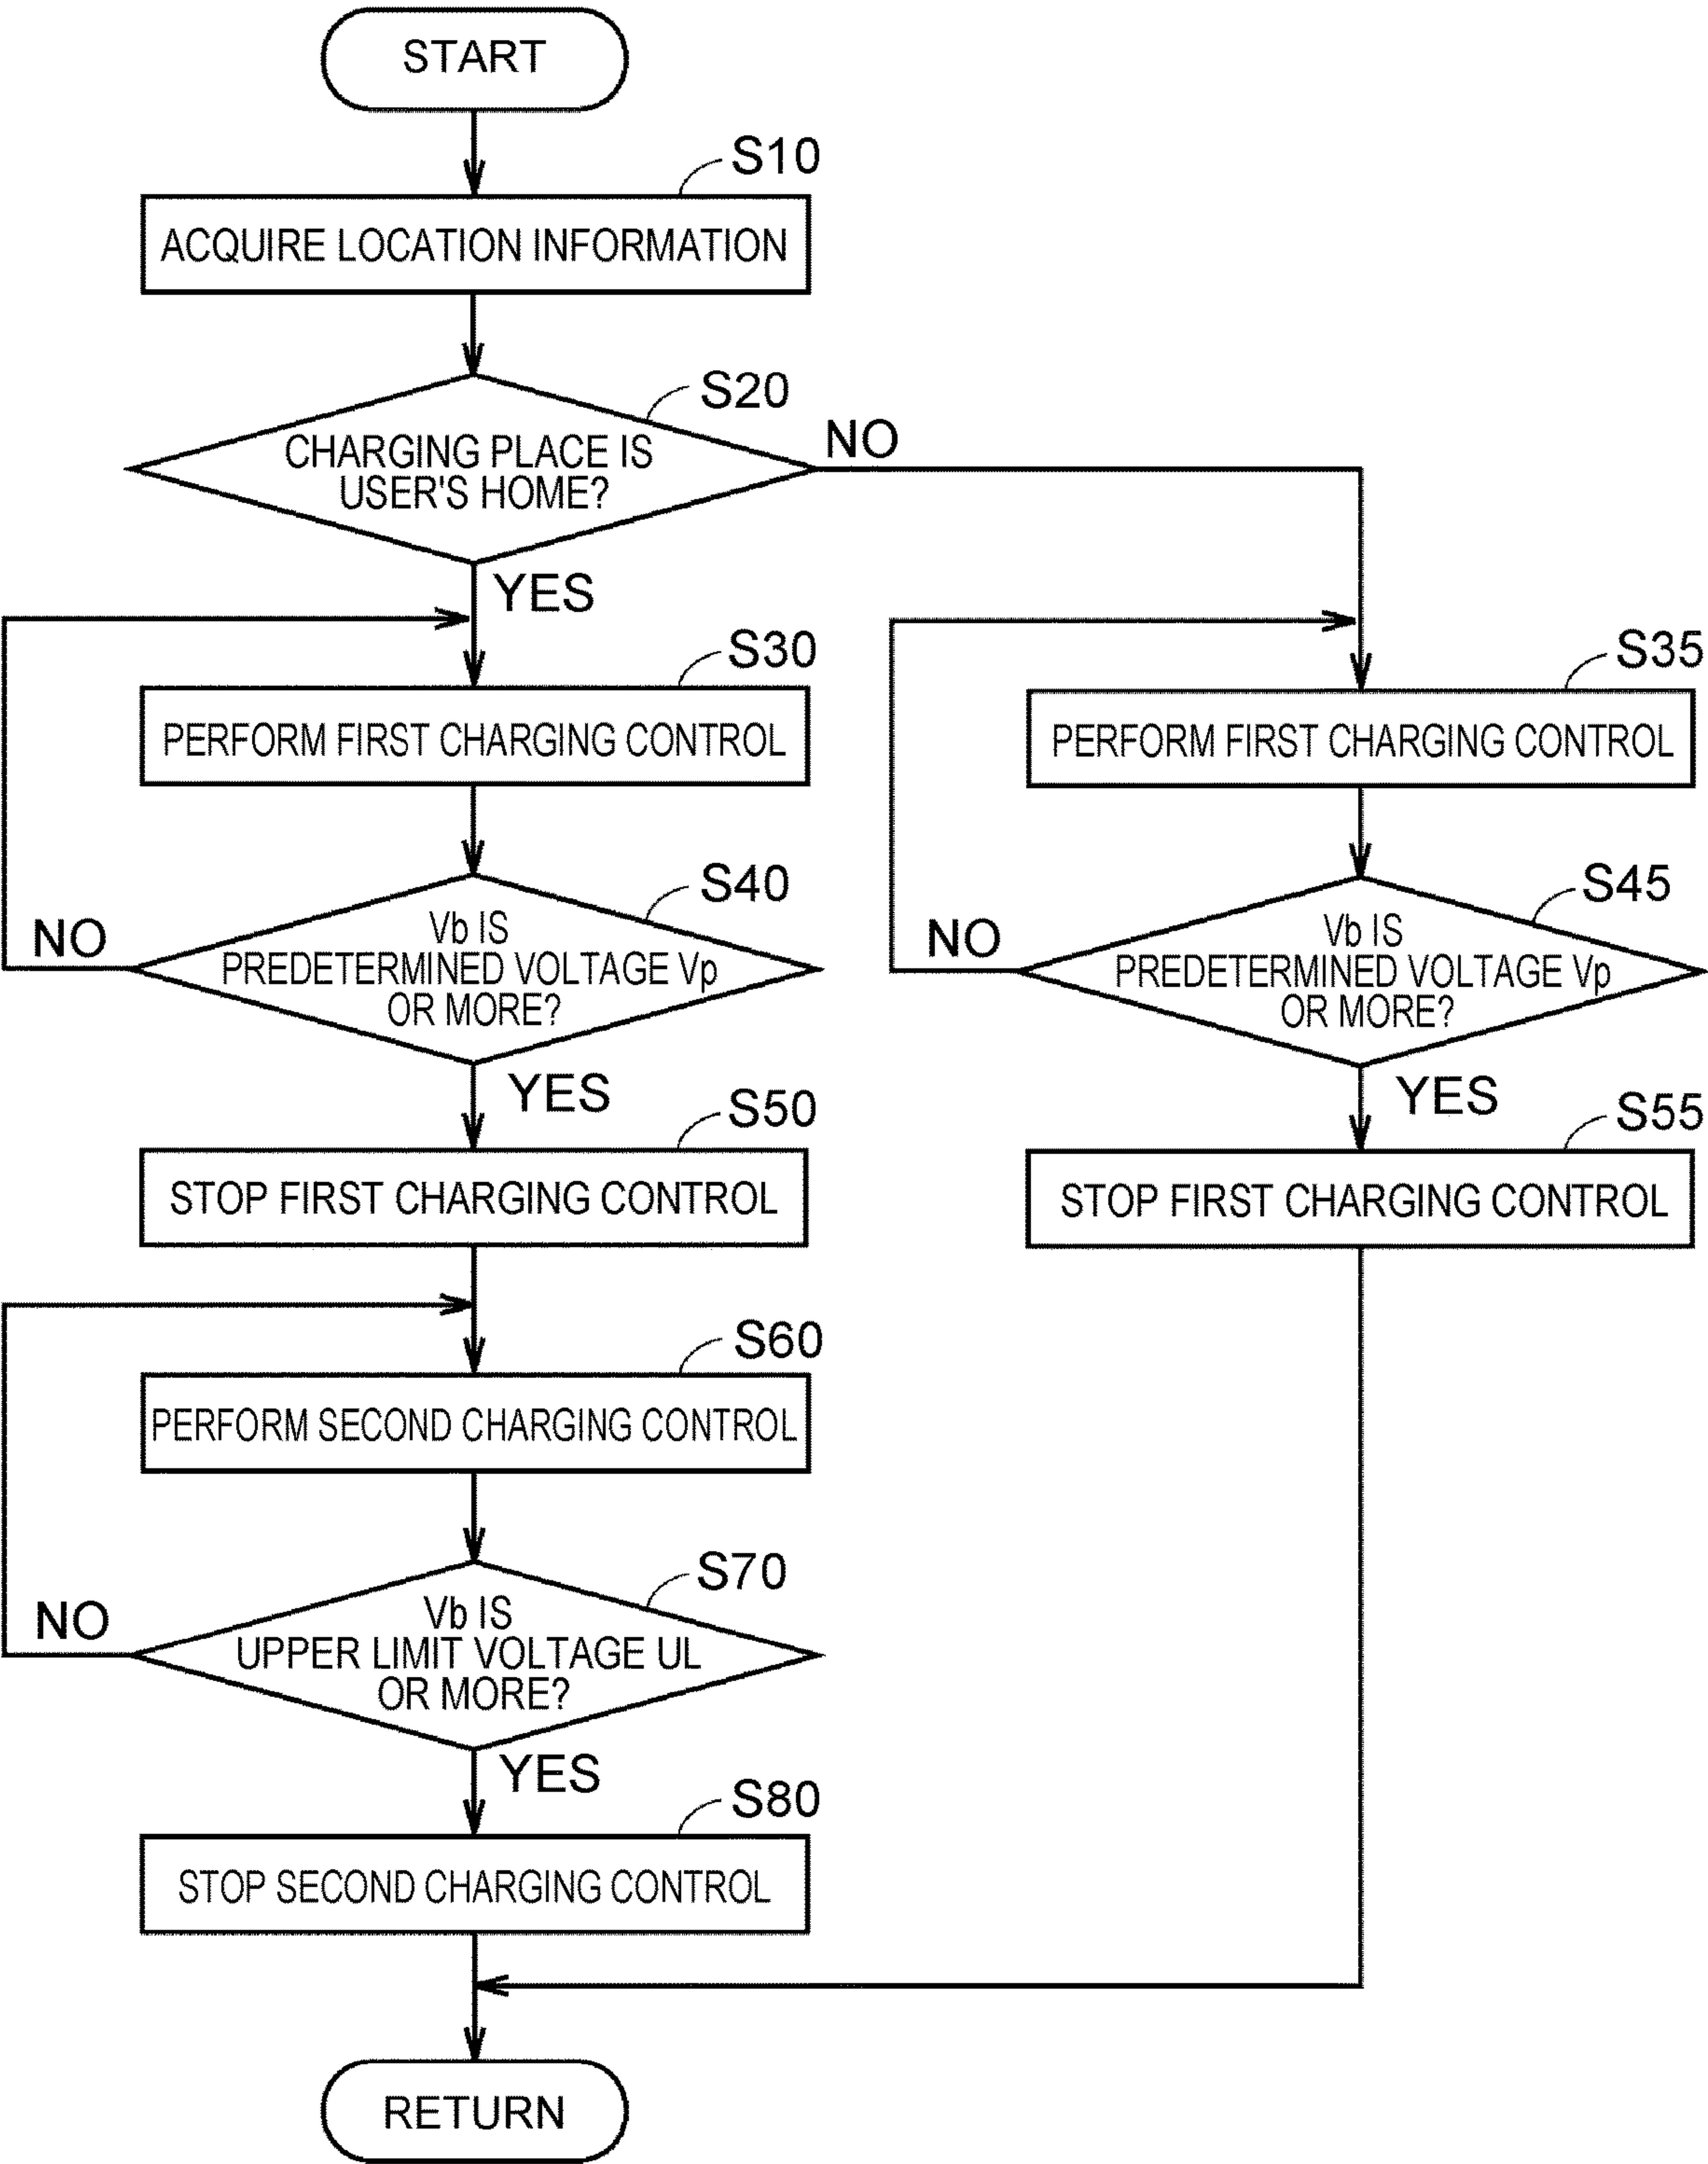 START
S10
ACQUIRE LOCATION INFORMATION
S20
CHARGING PLACE IS
USER'S HOME?
NO
YES
S30
PERFORM FIRST CHARGING CONTROL
S40
Vb IS
PREDETERMINED VOLTAGE Vp
OR MORE?
NO
YES
S50
STOP FIRST CHARGING CONTROL
S60
PERFORM SECOND CHARGING CONTROL
S70
Vb IS
UPPER LIMIT VOLTAGE UL
OR MORE?
NO
YES
S80
STOP SECOND CHARGING CONTROL
S35
PERFORM FIRST CHARGING CONTROL
S45
Vb IS
PREDETERMINED VOLTAGE Vp
OR MORE?
NO
YES
S55
STOP FIRST CHARGING CONTROL
RETURN